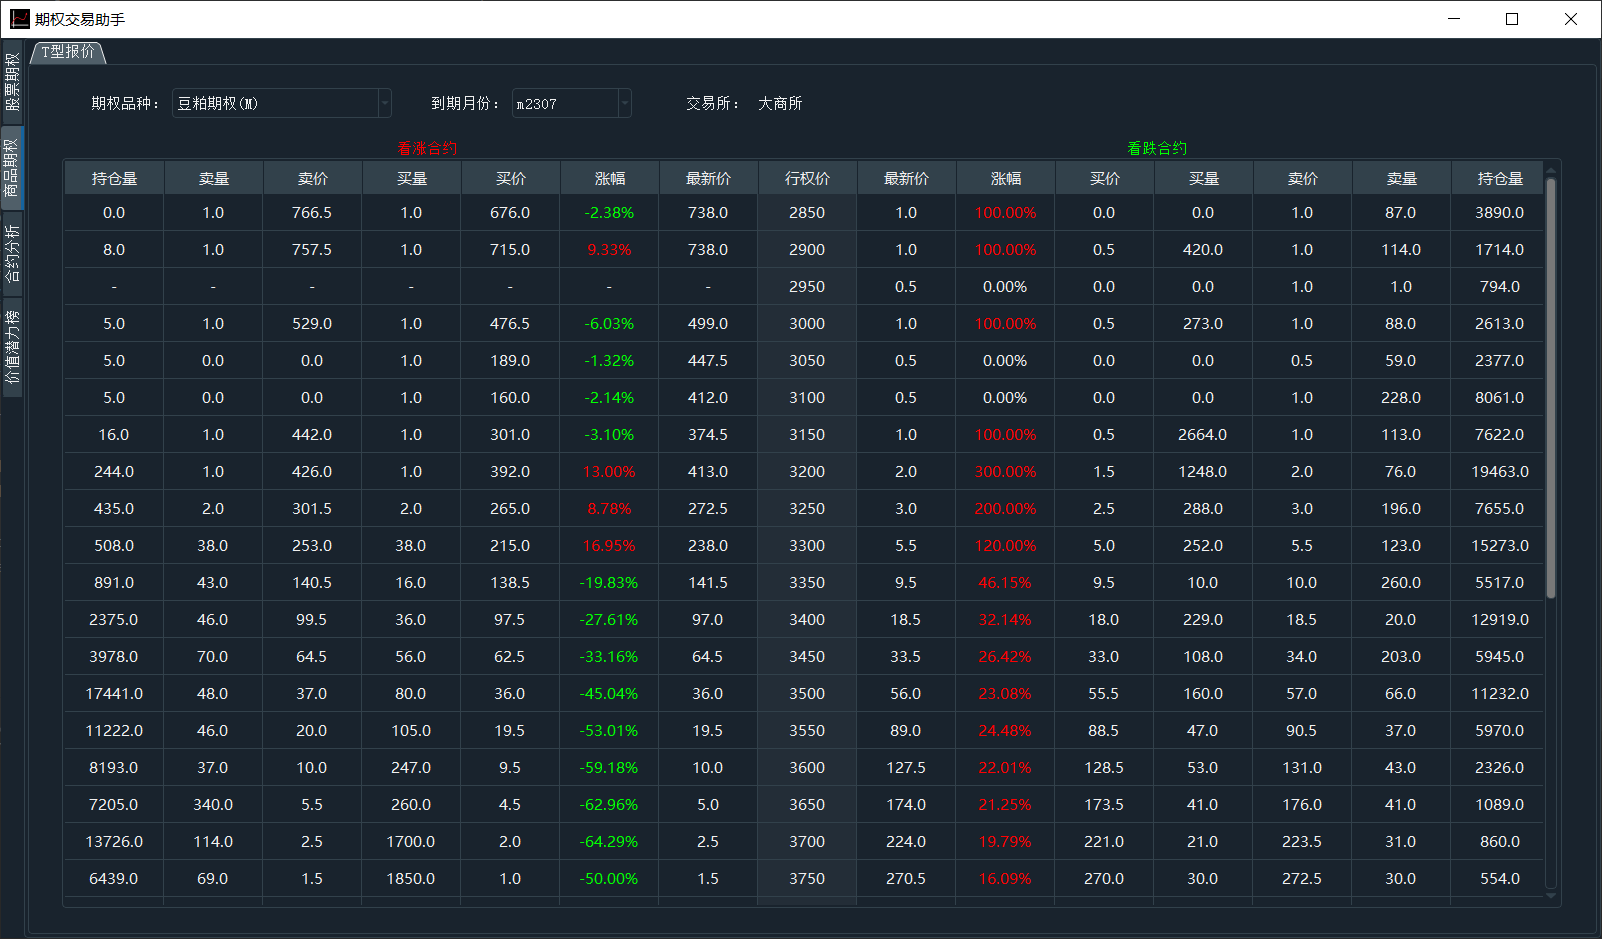 期权交易助手
股票期权
商品期权
合约分析
价值潜力榜
T型报价
期权品种： 豆粕期权(M) 到期月份： m2307 交易所： 大商所
看涨合约 看跌合约
持仓量 卖量 卖价 买量 买价 涨幅 最新价 行权价 最新价 涨幅 买价 买量 卖价 卖量 持仓量
0.0 1.0 766.5 1.0 676.0 -2.38% 738.0 2850 1.0 100.00% 0.0 0.0 1.0 87.0 3890.0
8.0 1.0 757.5 1.0 715.0 9.33% 738.0 2900 1.0 100.00% 0.5 420.0 1.0 114.0 1714.0
- - - - - - - 2950 0.5 0.00% 0.0 0.0 1.0 1.0 794.0
5.0 1.0 529.0 1.0 476.5 -6.03% 499.0 3000 1.0 100.00% 0.5 273.0 1.0 88.0 2613.0
5.0 0.0 0.0 1.0 189.0 -1.32% 447.5 3050 0.5 0.00% 0.0 0.0 0.5 59.0 2377.0
5.0 0.0 0.0 1.0 160.0 -2.14% 412.0 3100 0.5 0.00% 0.0 0.0 1.0 228.0 8061.0
16.0 1.0 442.0 1.0 301.0 -3.10% 374.5 3150 1.0 100.00% 0.5 2664.0 1.0 113.0 7622.0
244.0 1.0 426.0 1.0 392.0 13.00% 413.0 3200 2.0 300.00% 1.5 1248.0 2.0 76.0 19463.0
435.0 2.0 301.5 2.0 265.0 8.78% 272.5 3250 3.0 200.00% 2.5 288.0 3.0 196.0 7655.0
508.0 38.0 253.0 38.0 215.0 16.95% 238.0 3300 5.5 120.00% 5.0 252.0 5.5 123.0 15273.0
891.0 43.0 140.5 16.0 138.5 -19.83% 141.5 3350 9.5 46.15% 9.5 10.0 10.0 260.0 5517.0
2375.0 46.0 99.5 36.0 97.5 -27.61% 97.0 3400 18.5 32.14% 18.0 229.0 18.5 20.0 12919.0
3978.0 70.0 64.5 56.0 62.5 -33.16% 64.5 3450 33.5 26.42% 33.0 108.0 34.0 203.0 5945.0
17441.0 48.0 37.0 80.0 36.0 -45.04% 36.0 3500 56.0 23.08% 55.5 160.0 57.0 66.0 11232.0
11222.0 46.0 20.0 105.0 19.5 -53.01% 19.5 3550 89.0 24.48% 88.5 47.0 90.5 37.0 5970.0
8193.0 37.0 10.0 247.0 9.5 -59.18% 10.0 3600 127.5 22.01% 128.5 53.0 131.0 43.0 2326.0
7205.0 340.0 5.5 260.0 4.5 -62.96% 5.0 3650 174.0 21.25% 173.5 41.0 176.0 41.0 1089.0
13726.0 114.0 2.5 1700.0 2.0 -64.29% 2.5 3700 224.0 19.79% 221.0 21.0 223.5 31.0 860.0
6439.0 69.0 1.5 1850.0 1.0 -50.00% 1.5 3750 270.5 16.09% 270.0 30.0 272.5 30.0 554.0